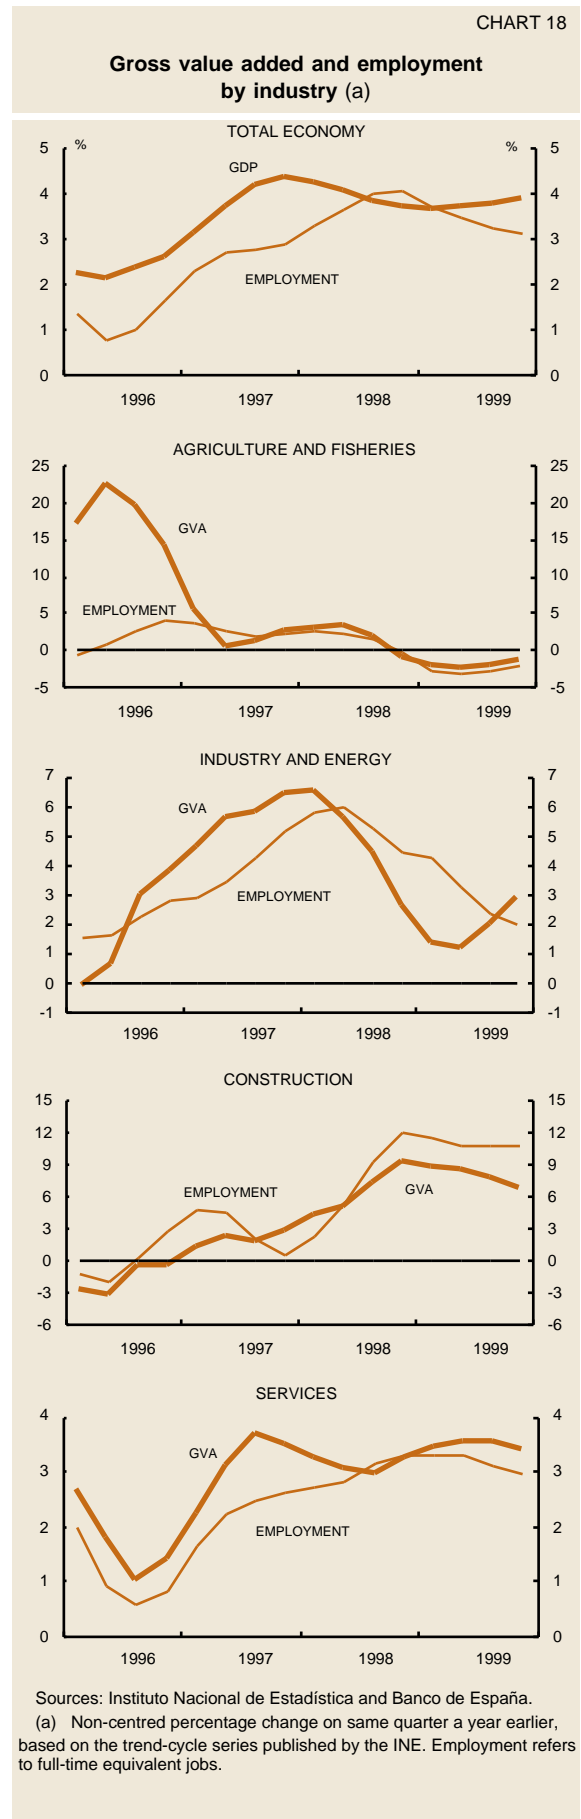 CHART 18
Gross value added and employment
by industry (a)
TOTAL ECONOMY
% %
5 5
4 4
3 3
2 2
1 1
0 0
GDP
EMPLOYMENT
1996 1997 1998 1999
AGRICULTURE AND FISHERIES
25 25
20 20
15 15
10 10
5 5
0 0
-5 -5
GVA
EMPLOYMENT
1996 1997 1998 1999
INDUSTRY AND ENERGY
7 7
6 6
5 5
4 4
3 3
2 2
1 1
0 0
-1 -1
GVA
EMPLOYMENT
1996 1997 1998 1999
CONSTRUCTION
15 15
12 12
9 9
6 6
3 3
0 0
-3 -3
-6 -6
EMPLOYMENT
GVA
1996 1997 1998 1999
SERVICES
4 4
3 3
2 2
1 1
0 0
GVA
EMPLOYMENT
1996 1997 1998 1999
Sources: Instituto Nacional de Estadística and Banco de España.
(a) Non-centred percentage change on same quarter a year earlier,
based on the trend-cycle series published by the INE. Employment refers
to full-time equivalent jobs.